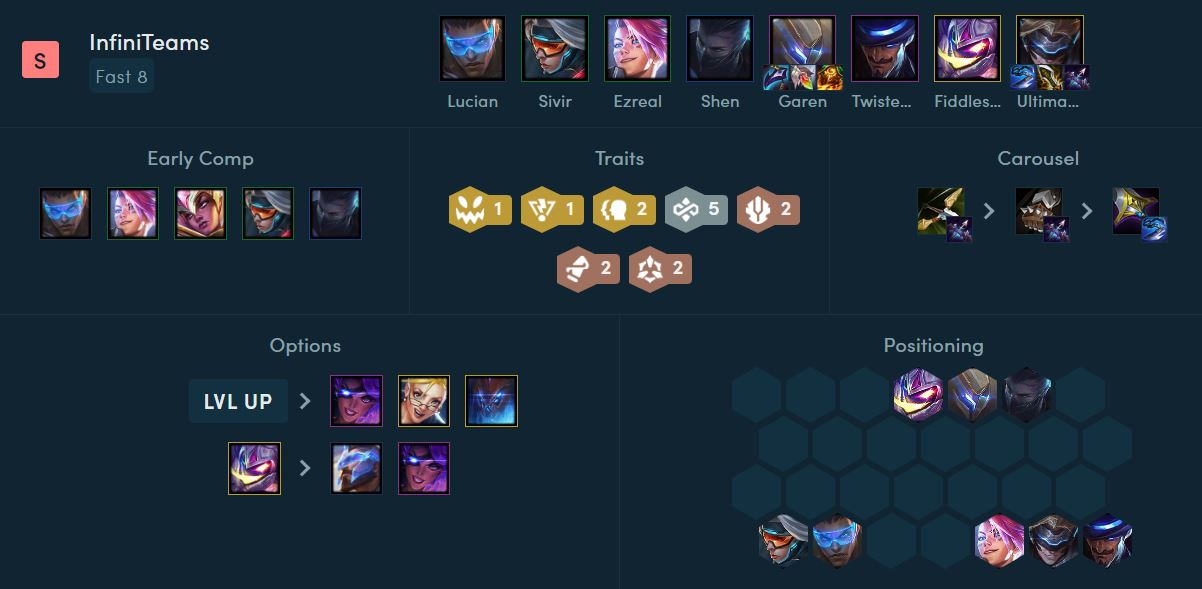 S
InfiniTeams
Fast 8
Lucian
Sivir
Ezreal
Shen
Garen
Twiste...
Fiddles...
Ultima...
Early Comp
Traits
Carousel
1
1
2
5
2
2
2
Options
Positioning
LVL UP